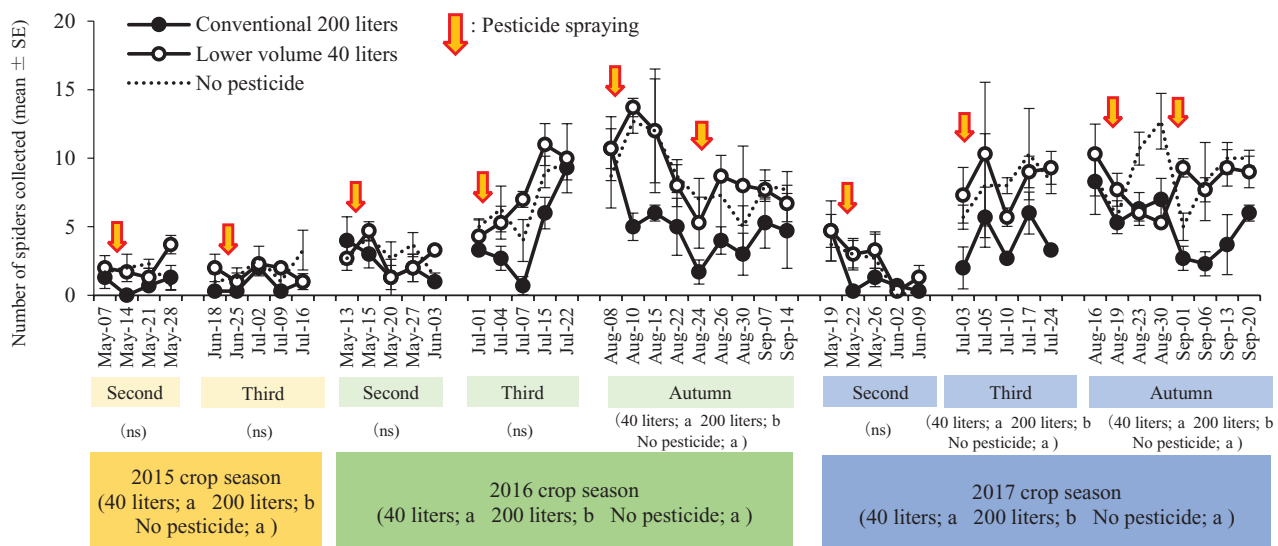 Number of spiders collected (mean ± SE)
20
15
10
5
0
Conventional 200 liters
Lower volume 40 liters
No pesticide
: Pesticide spraying
May-07
May-14
May-21
May-28
Jun-18
Jun-25
Jul-02
Jul-09
Jul-16
May-13
May-15
May-20
May-27
Jun-03
Jul-01
Jul-04
Jul-07
Jul-15
Jul-22
Aug-08
Aug-10
Aug-15
Aug-22
Aug-24
Aug-26
Aug-30
Sep-07
Sep-14
May-19
May-22
May-26
Jun-02
Jun-09
Jul-03
Jul-05
Jul-10
Jul-17
Jul-24
Aug-16
Aug-19
Aug-23
Aug-30
Sep-01
Sep-06
Sep-13
Sep-20
Second
Third
Second
Third
Autumn
Second
Third
Autumn
(ns)
(ns)
(ns)
(ns)
(40 liters; a 200 liters; b
No pesticide; a )
(ns)
(40 liters; a 200 liters; b
No pesticide; a )
(40 liters; a 200 liters; b
No pesticide; a )
2015 crop season
(40 liters; a 200 liters; b
No pesticide; a )
2016 crop season
(40 liters; a 200 liters; b No pesticide; a )
2017 crop season
(40 liters; a 200 liters; b No pesticide; a )